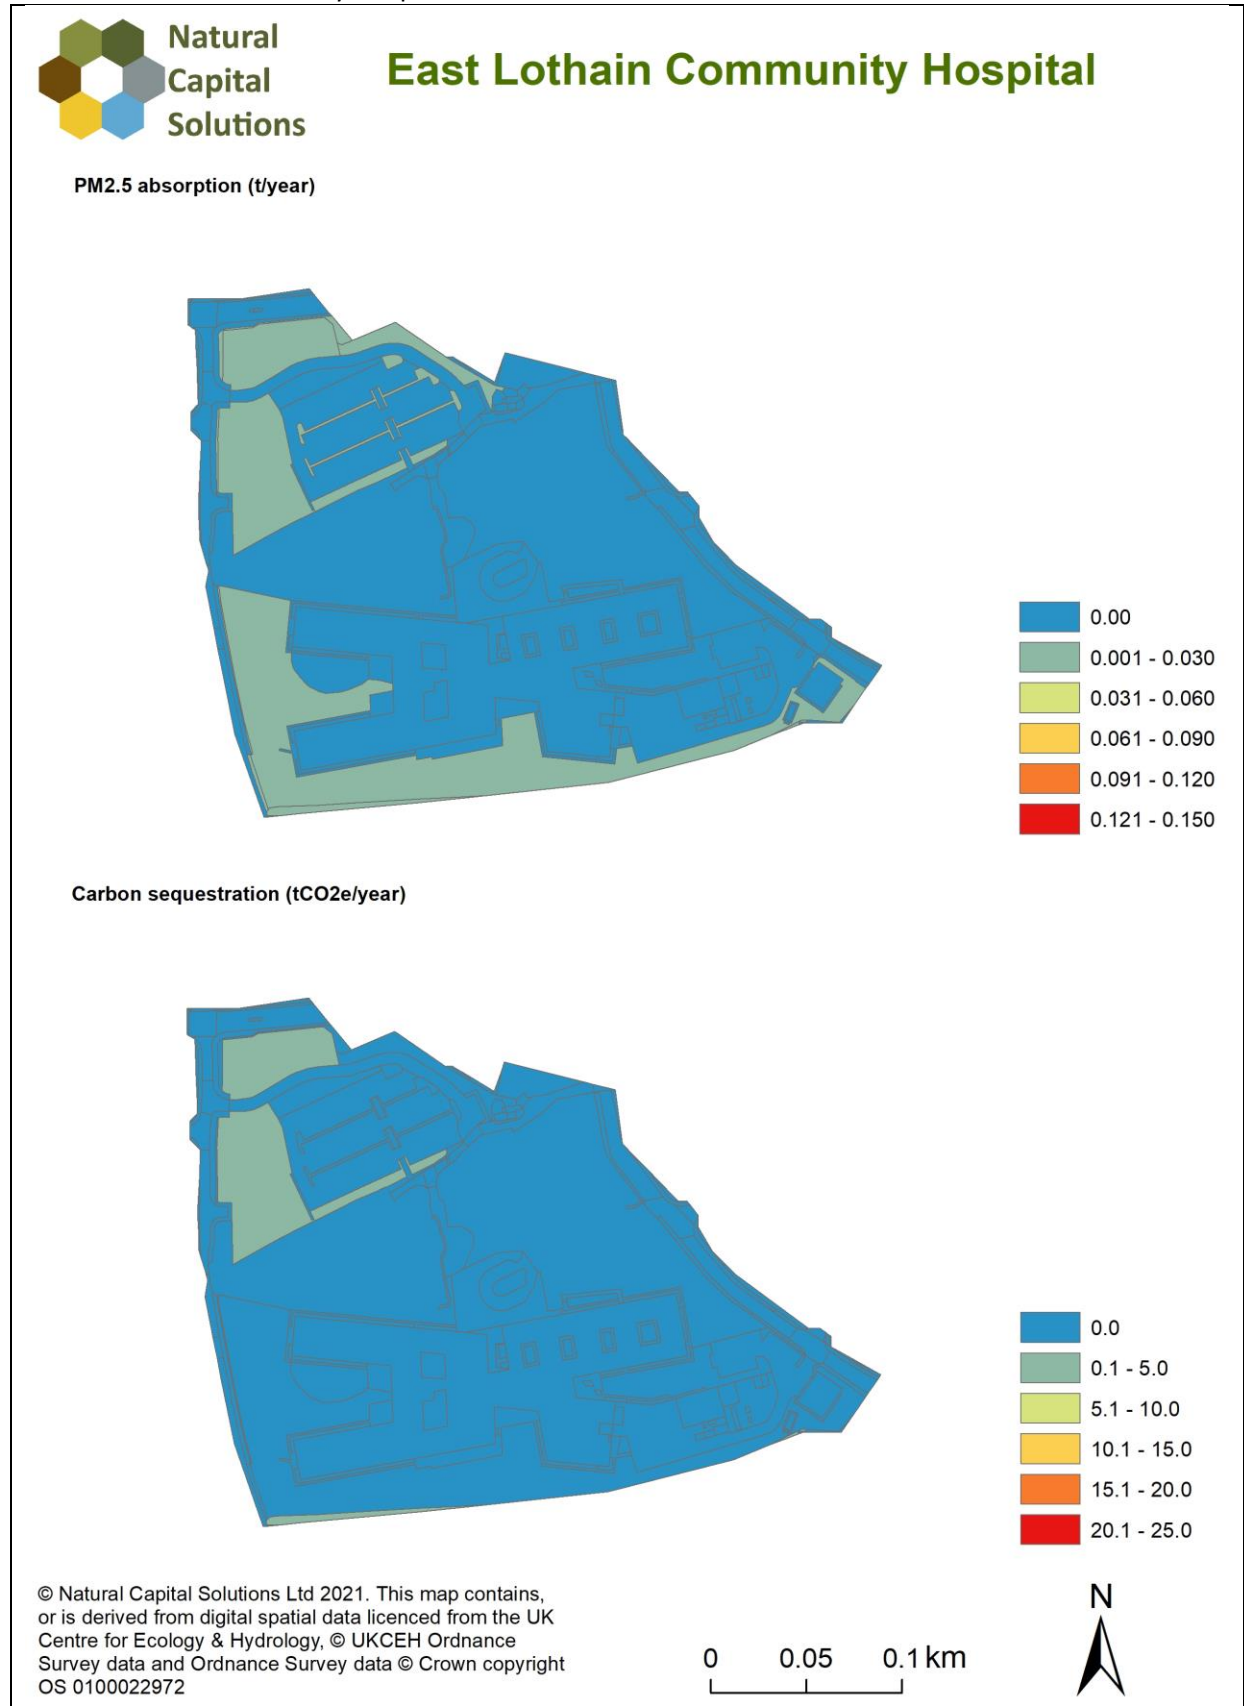 Natural
Capital
Solutions
East Lothain Community Hospital
PM2.5 absorption (t/year)
0.00
0.001 - 0.030
0.031 - 0.060
0.061 - 0.090
0.091 - 0.120
0.121 - 0.150
Carbon sequestration (tCO2e/year)
0.0
0.1 - 5.0
5.1 - 10.0
10.1 - 15.0
15.1 - 20.0
20.1 - 25.0
© Natural Capital Solutions Ltd 2021. This map contains,
or is derived from digital spatial data licenced from the UK
Centre for Ecology & Hydrology, © UKCEH Ordnance
Survey data and Ordnance Survey data © Crown copyright
OS 0100022972
0 0.05 0.1 km
N